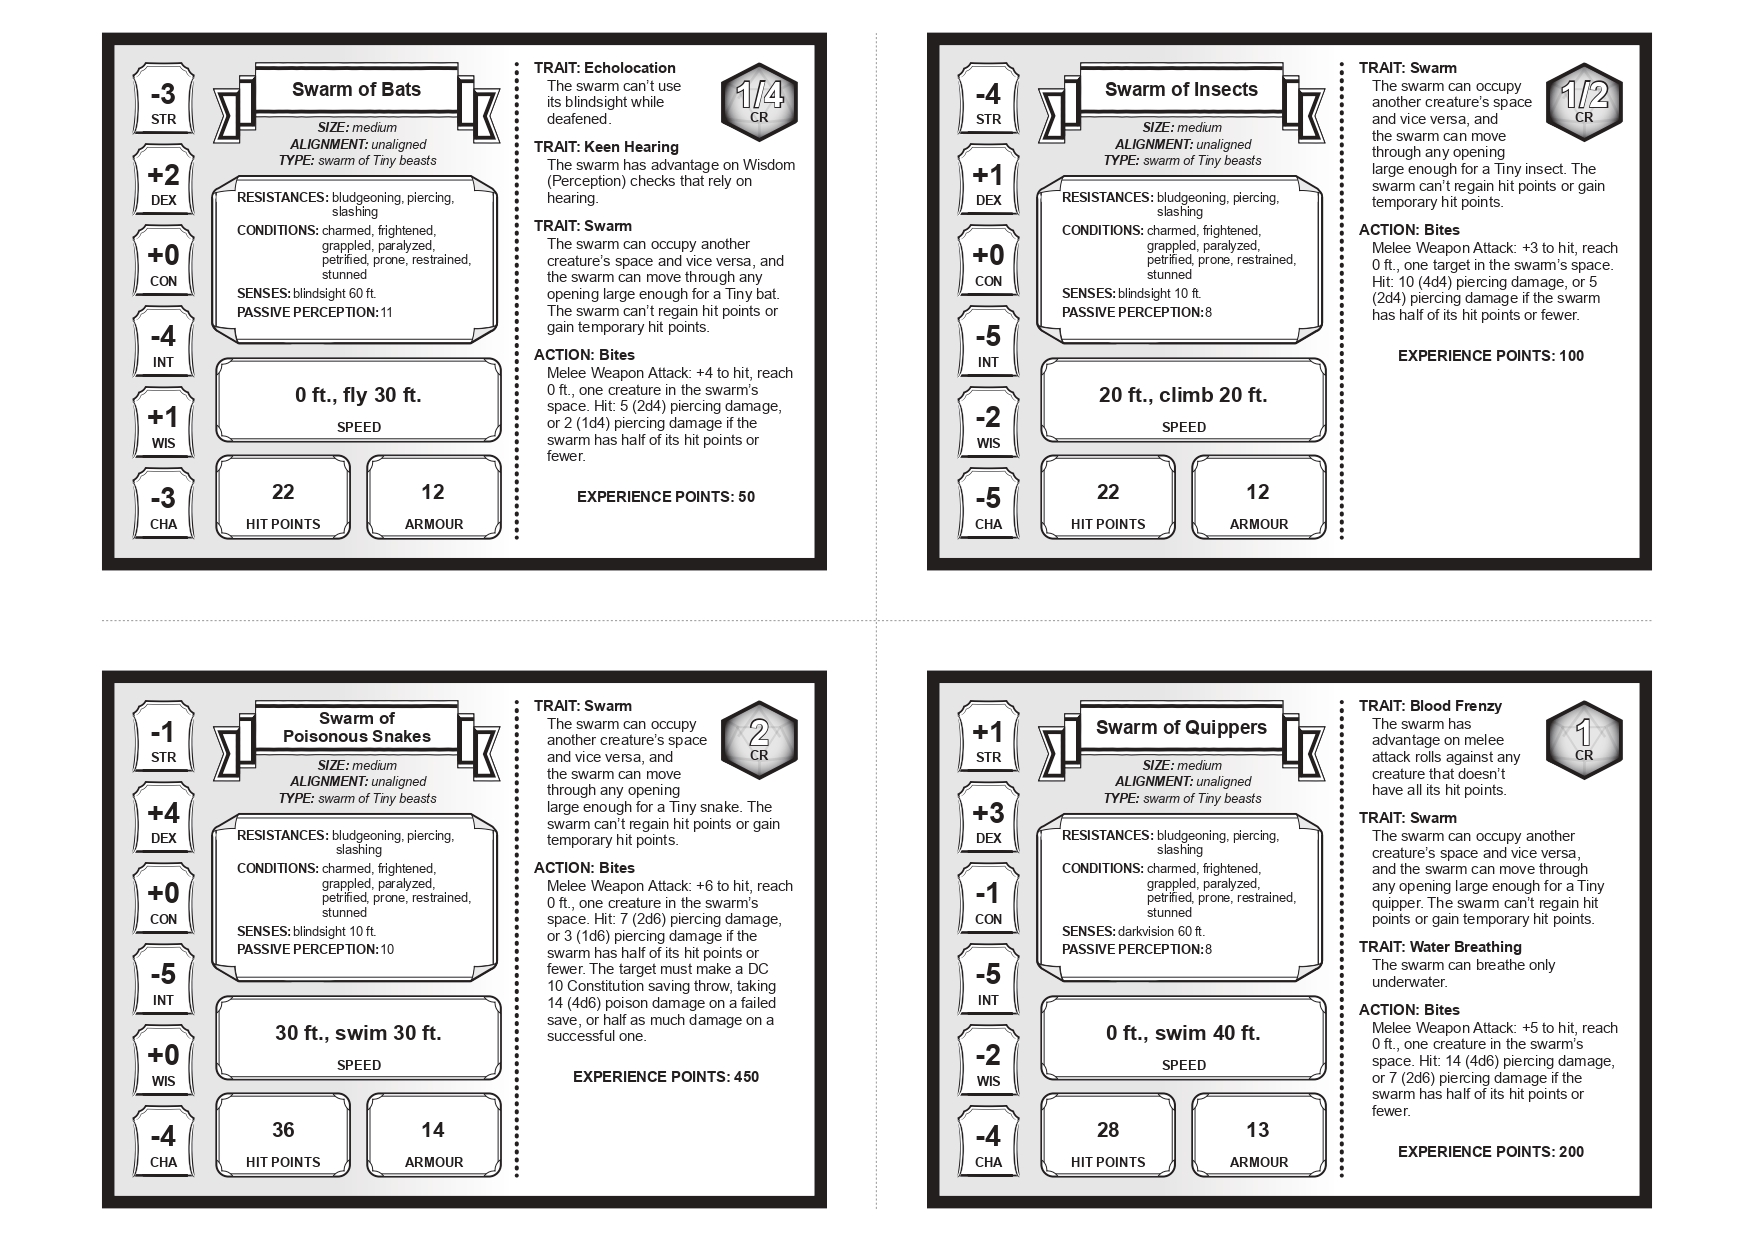 -3
STR
+2
DEX
+0
CON
-4
INT
+1
WIS
-3
CHA
Swarm of Bats
SIZE: medium
ALIGNMENT: unaligned
TYPE: swarm of Tiny beasts
RESISTANCES: bludgeoning, piercing,
slashing
CONDITIONS: charmed, frightened,
grappled, paralyzed,
petrified, prone, restrained,
stunned
SENSES: blindsight 60 ft.
PASSIVE PERCEPTION: 11
0 ft., fly 30 ft.
SPEED
22
HIT POINTS
12
ARMOUR
TRAIT: Echolocation
The swarm can’t use
its blindsight while
deafened.
1/4
CR
TRAIT: Keen Hearing
The swarm has advantage on Wisdom
(Perception) checks that rely on
hearing.
TRAIT: Swarm
The swarm can occupy another
creature’s space and vice versa, and
the swarm can move through any
opening large enough for a Tiny bat.
The swarm can’t regain hit points or
gain temporary hit points.
ACTION: Bites
Melee Weapon Attack: +4 to hit, reach
0 ft., one creature in the swarm’s
space. Hit: 5 (2d4) piercing damage,
or 2 (1d4) piercing damage if the
swarm has half of its hit points or
fewer.
EXPERIENCE POINTS: 50
-4
STR
+1
DEX
+0
CON
-5
INT
-2
WIS
-5
CHA
Swarm of Insects
SIZE: medium
ALIGNMENT: unaligned
TYPE: swarm of Tiny beasts
RESISTANCES: bludgeoning, piercing,
slashing
CONDITIONS: charmed, frightened,
grappled, paralyzed,
petrified, prone, restrained,
stunned
SENSES: blindsight 10 ft.
PASSIVE PERCEPTION: 8
20 ft., climb 20 ft.
SPEED
22
HIT POINTS
12
ARMOUR
TRAIT: Swarm
The swarm can occupy
another creature’s space
and vice versa, and
the swarm can move
through any opening
large enough for a Tiny insect. The
swarm can’t regain hit points or gain
temporary hit points.
1/2
CR
ACTION: Bites
Melee Weapon Attack: +3 to hit, reach
0 ft., one target in the swarm’s space.
Hit: 10 (4d4) piercing damage, or 5
(2d4) piercing damage if the swarm
has half of its hit points or fewer.
EXPERIENCE POINTS: 100
-1
STR
+4
DEX
+0
CON
-5
INT
+0
WIS
-4
CHA
Swarm of
Poisonous Snakes
SIZE: medium
ALIGNMENT: unaligned
TYPE: swarm of Tiny beasts
RESISTANCES: bludgeoning, piercing,
slashing
CONDITIONS: charmed, frightened,
grappled, paralyzed,
petrified, prone, restrained,
stunned
SENSES: blindsight 10 ft.
PASSIVE PERCEPTION: 10
30 ft., swim 30 ft.
SPEED
36
HIT POINTS
14
ARMOUR
TRAIT: Swarm
The swarm can occupy
another creature’s space
and vice versa, and
the swarm can move
through any opening
large enough for a Tiny snake. The
swarm can’t regain hit points or gain
temporary hit points.
2
CR
ACTION: Bites
Melee Weapon Attack: +6 to hit, reach
0 ft., one creature in the swarm’s
space. Hit: 7 (2d6) piercing damage,
or 3 (1d6) piercing damage if the
swarm has half of its hit points or
fewer. The target must make a DC
10 Constitution saving throw, taking
14 (4d6) poison damage on a failed
save, or half as much damage on a
successful one.
EXPERIENCE POINTS: 450
+1
STR
+3
DEX
-1
CON
-5
INT
-2
WIS
-4
CHA
Swarm of Quippers
SIZE: medium
ALIGNMENT: unaligned
TYPE: swarm of Tiny beasts
RESISTANCES: bludgeoning, piercing,
slashing
CONDITIONS: charmed, frightened,
grappled, paralyzed,
petrified, prone, restrained,
stunned
SENSES: darkvision 60 ft.
PASSIVE PERCEPTION: 8
0 ft., swim 40 ft.
SPEED
28
HIT POINTS
13
ARMOUR
TRAIT: Blood Frenzy
The swarm has
advantage on melee
attack rolls against any
creature that doesn’t
have all its hit points.
1
CR
TRAIT: Swarm
The swarm can occupy another
creature’s space and vice versa,
and the swarm can move through
any opening large enough for a Tiny
quipper. The swarm can’t regain hit
points or gain temporary hit points.
TRAIT: Water Breathing
The swarm can breathe only
underwater.
ACTION: Bites
Melee Weapon Attack: +5 to hit, reach
0 ft., one creature in the swarm’s
space. Hit: 14 (4d6) piercing damage,
or 7 (2d6) piercing damage if the
swarm has half of its hit points or
fewer.
EXPERIENCE POINTS: 200